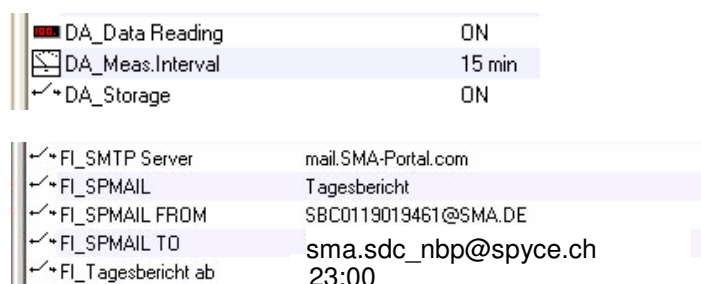 DA_Data Reading ON
DA_Meas.Interval 15 min
DA_Storage ON
FI_SMTP Server mail.SMA-Portal.com
FI_SPMAIL Tagesbericht
FI_SPMAIL FROM SBC0119019461@SMA.DE
FI_SPMAIL TO sma.sdc_nbp@spyce.ch
FI_Tagesbericht ab 23:00